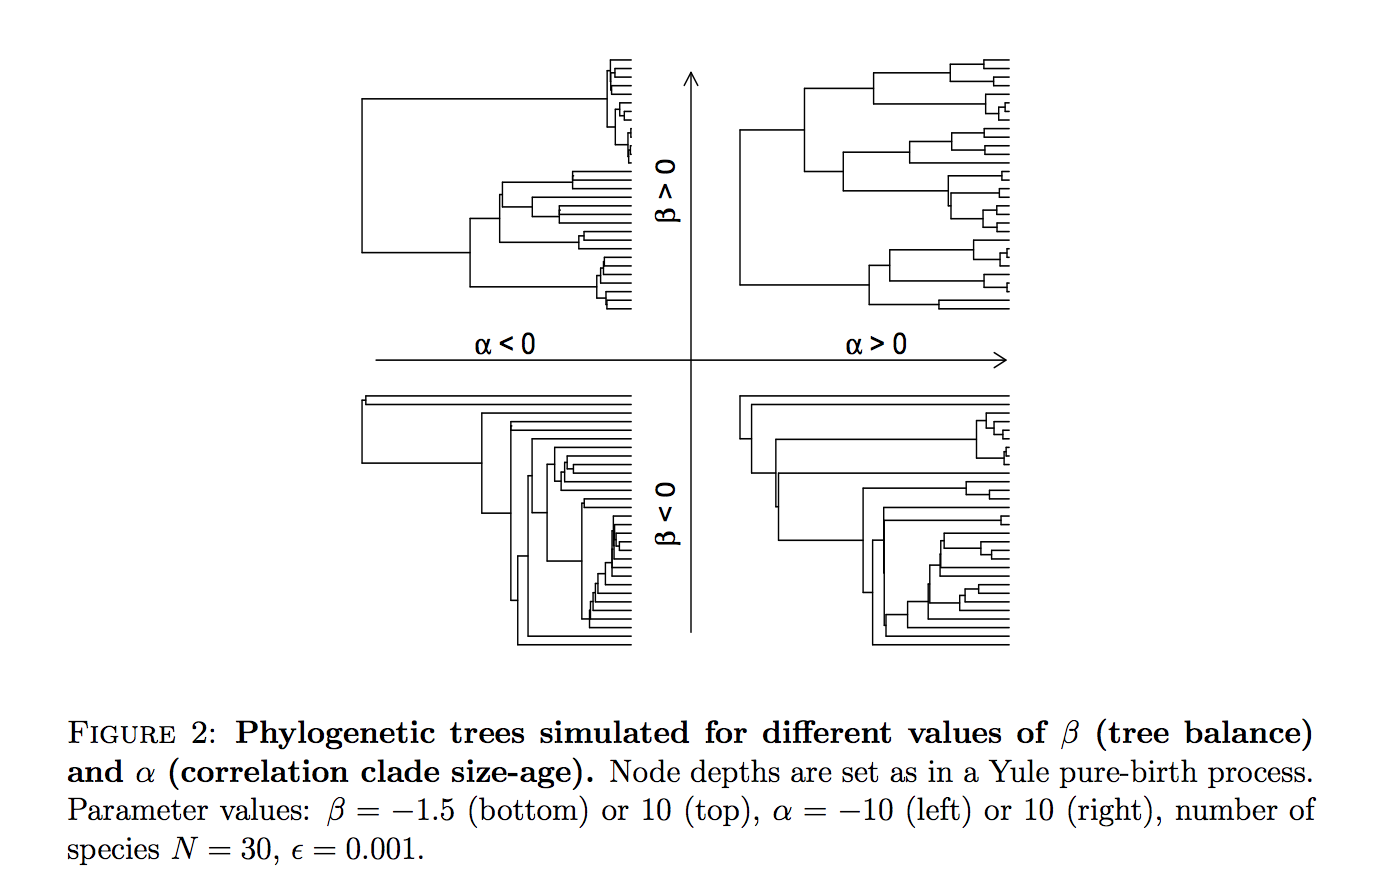 β > 0
α < 0
α > 0
β < 0
FIGURE 2: Phylogenetic trees simulated for different values of β (tree balance)
and α (correlation clade size-age). Node depths are set as in a Yule pure-birth process.
Parameter values: β = −1.5 (bottom) or 10 (top), α = −10 (left) or 10 (right), number of
species N = 30, ϵ = 0.001.